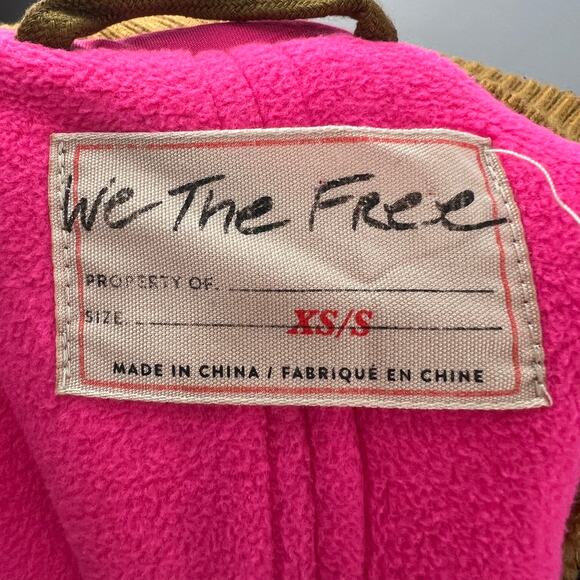 We The Free
PROPERTY OF.
SIZE. XS/S
MADE IN CHINA / FABRIQUÉ EN CHINE